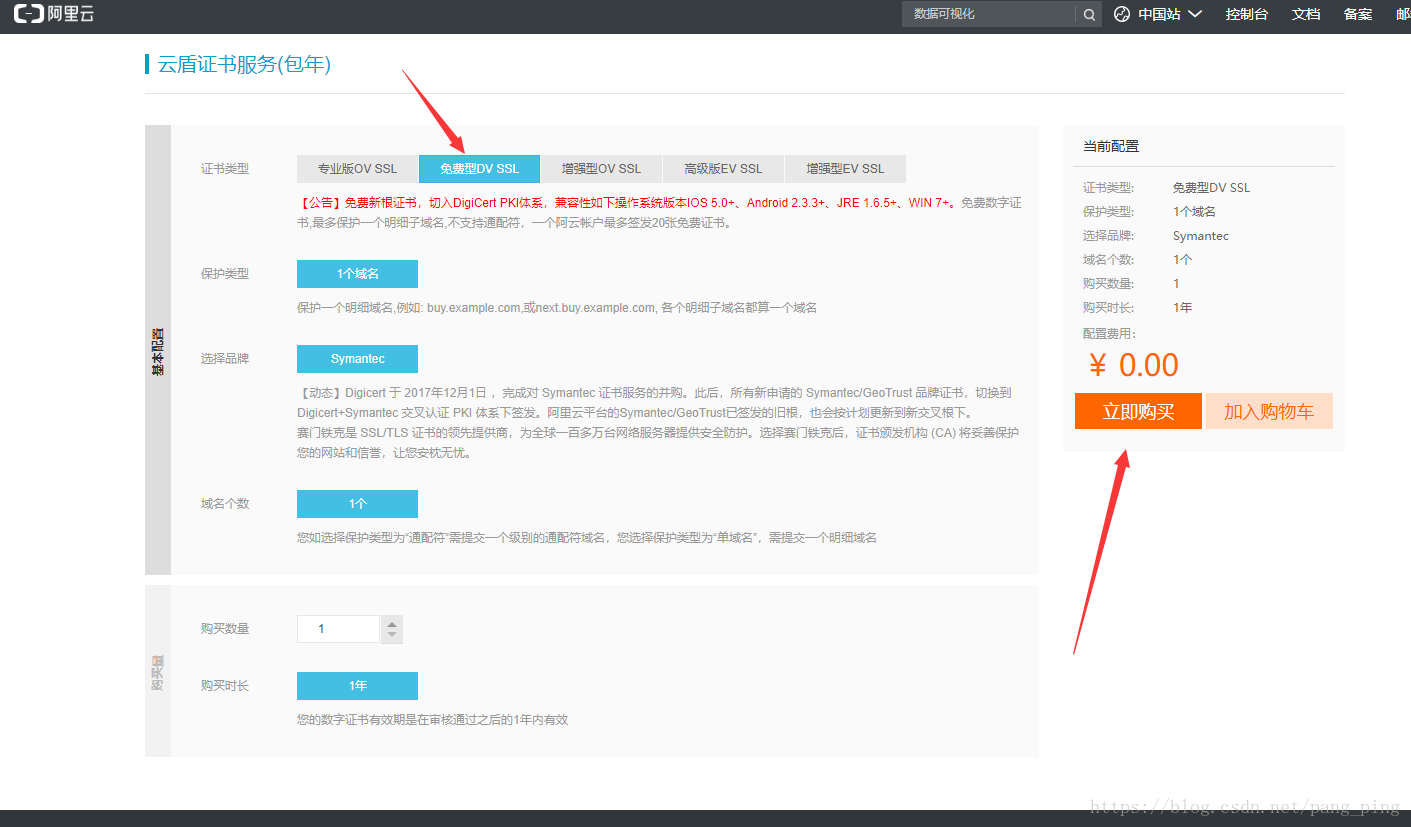 阿里云
数据可视化
中国站
控制台
文档
备案
云盾证书服务(包年)
基本配置
证书类型
专业版OV SSL
免费型DV SSL
增强型OV SSL
高级版EV SSL
增强型EV SSL
【公告】免费新根证书，切入DigiCert PKI体系，兼容性如下操作系统版本IOS 5.0+、Android 2.3.3+、JRE 1.6.5+、WIN 7+。免费数字证
书,最多保护一个明细子域名,不支持通配符，一个阿云帐户最多签发20张免费证书。
保护类型
1个域名
保护一个明细域名,例如: buy.example.com,或next.buy.example.com, 各个明细子域名都算一个域名
选择品牌
Symantec
【动态】Digicert 于 2017年12月1日 ，完成对 Symantec 证书服务的并购。此后，所有新申请的 Symantec/GeoTrust 品牌证书，切换到
Digicert+Symantec 交叉认证 PKI 体系下签发。阿里云平台的Symantec/GeoTrust已签发的旧根，也会按计划更新到新交叉根下。
赛门铁克是 SSL/TLS 证书的领先提供商，为全球一百多万台网络服务器提供安全防护。选择赛门铁克后，证书颁发机构 (CA) 将妥善保护
您的网站和信誉，让您安枕无忧。
域名个数
1个
您如选择保护类型为“通配符”需提交一个级别的通配符域名，您选择保护类型为“单域名”，需提交一个明细域名
购买量
购买数量
1
购买时长
1年
您的数字证书有效期是在审核通过之后的1年内有效
当前配置
证书类型: 免费型DV SSL
保护类型: 1个域名
选择品牌: Symantec
域名个数: 1个
购买数量: 1
购买时长: 1年
配置费用:
¥ 0.00
立即购买
加入购物车
https://blog.csdn.net/pang_ping